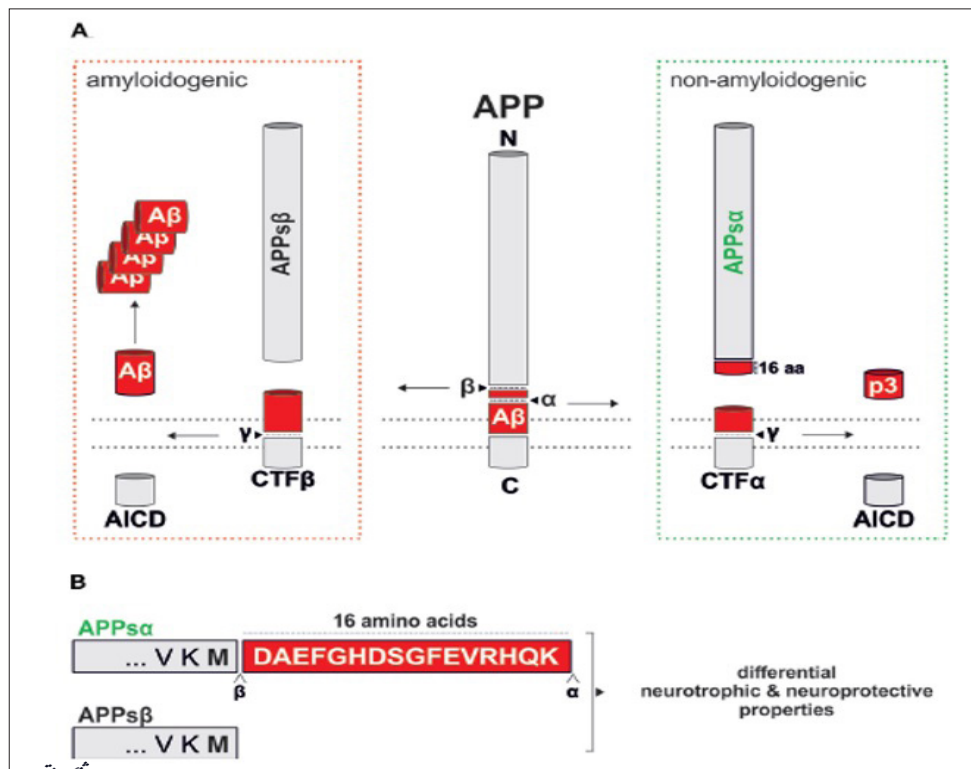 A
amyloidogenic
non-amyloidogenic
APP
N
APPsβ
APPsα
Aβ
Aβ
Aβ
Aβ
Aβ
16 aa
p3
β
α
Aβ
γ
γ
CTFβ
C
CTFα
AICD
AICD
B
APPsα
16 amino acids
... V K M DAEFGHDSGFEVRHQK
β α
APPsβ
... V K M
differential
neurotrophic & neuroprotective
properties